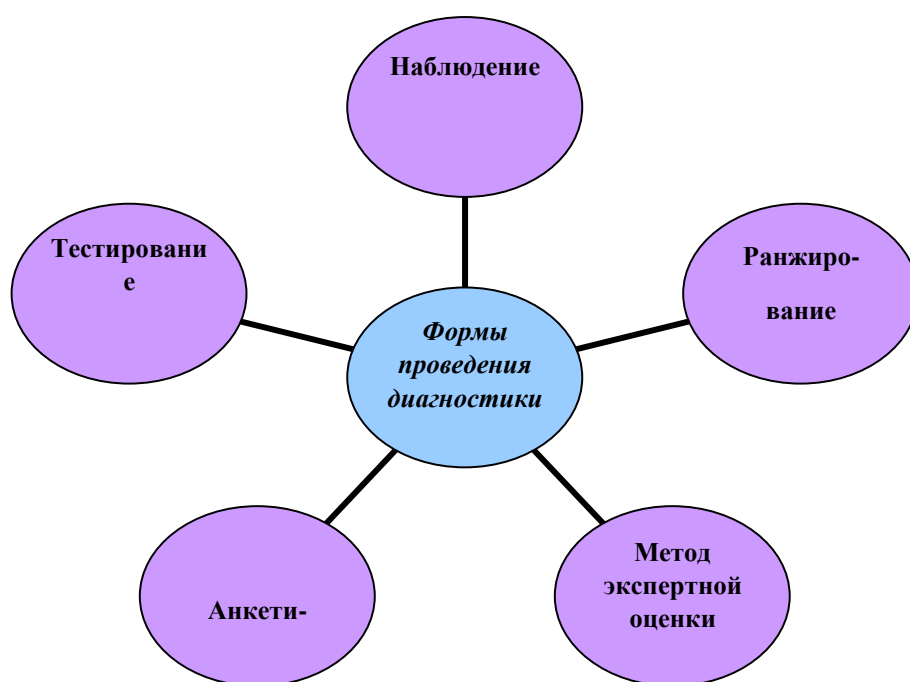 Наблюдение
Тестировани
е
Ранжиро-
вание
Формы
проведения
диагностики
Метод
экспертной
оценки
Анкети-